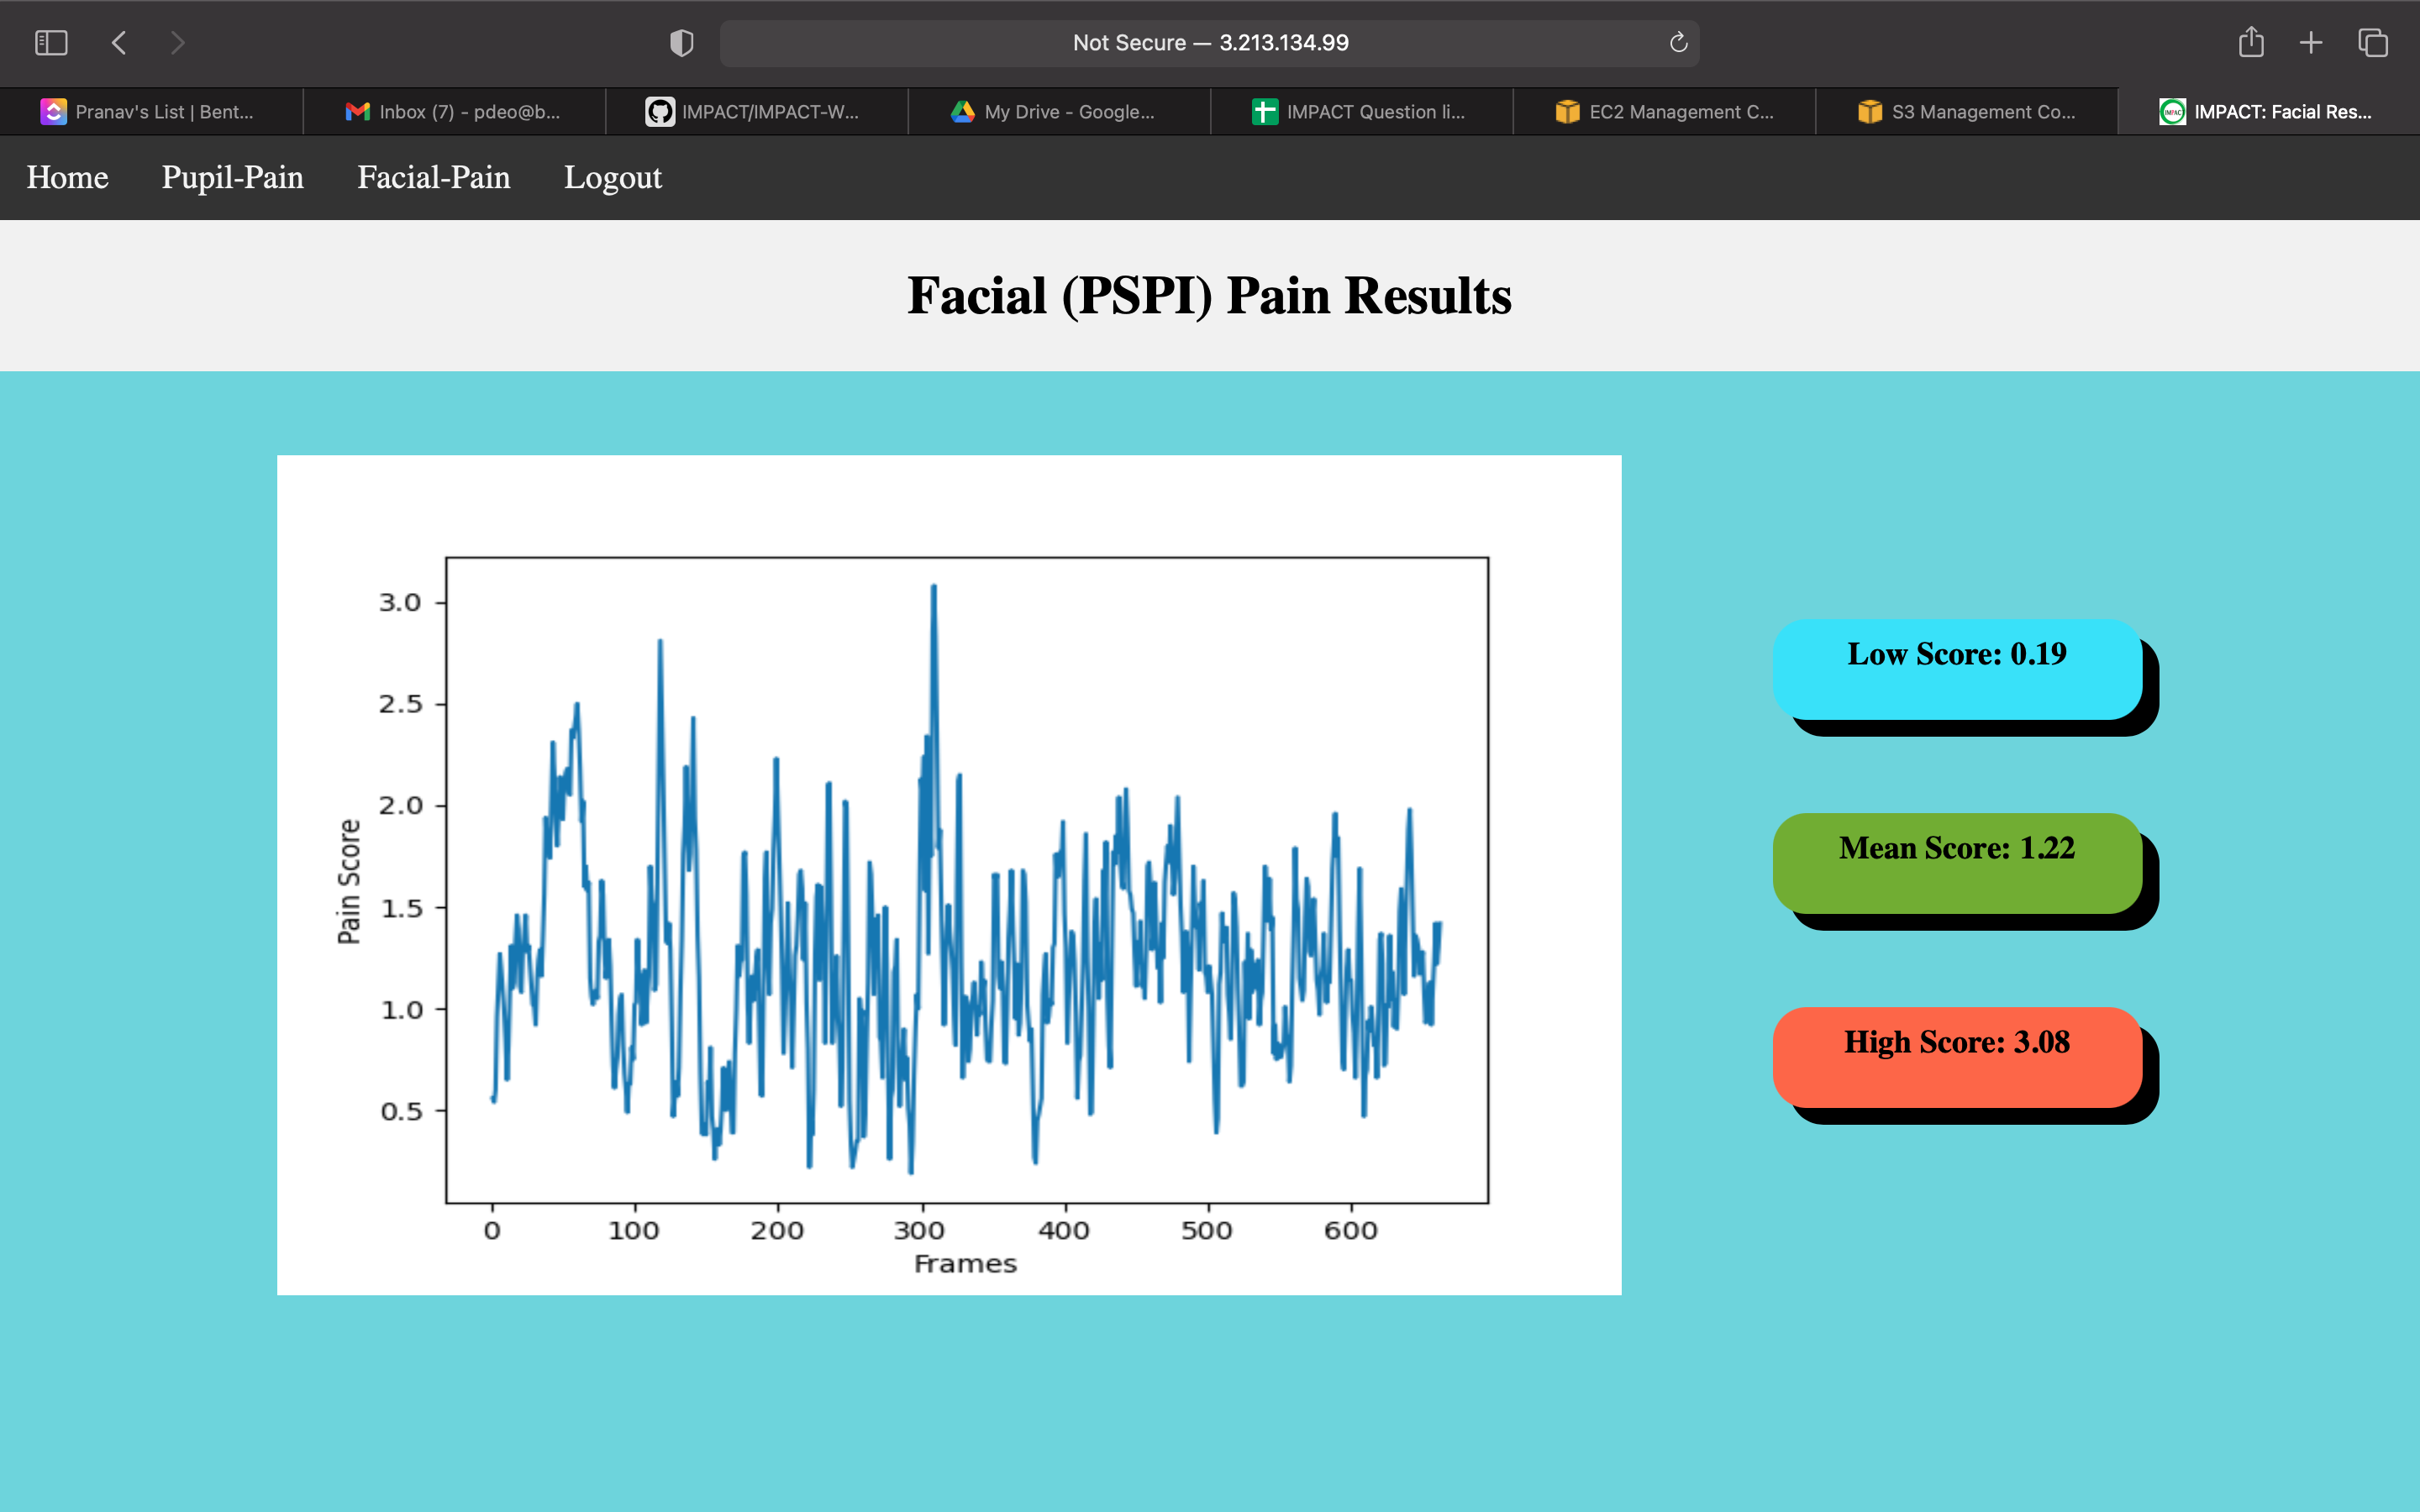 Not Secure — 3.213.134.99
Pranav's List | Bent...
Inbox (7) - pdeo@b...
IMPACT/IMPACT-W...
My Drive - Google...
IMPACT Question li...
EC2 Management C...
S3 Management Co...
IMPACT: Facial Res...
Home
Pupil-Pain
Facial-Pain
Logout
Facial (PSPI) Pain Results
3.0
2.5
2.0
1.5
1.0
0.5
Pain Score
0
100
200
300
400
500
600
Frames
Low Score: 0.19
Mean Score: 1.22
High Score: 3.08